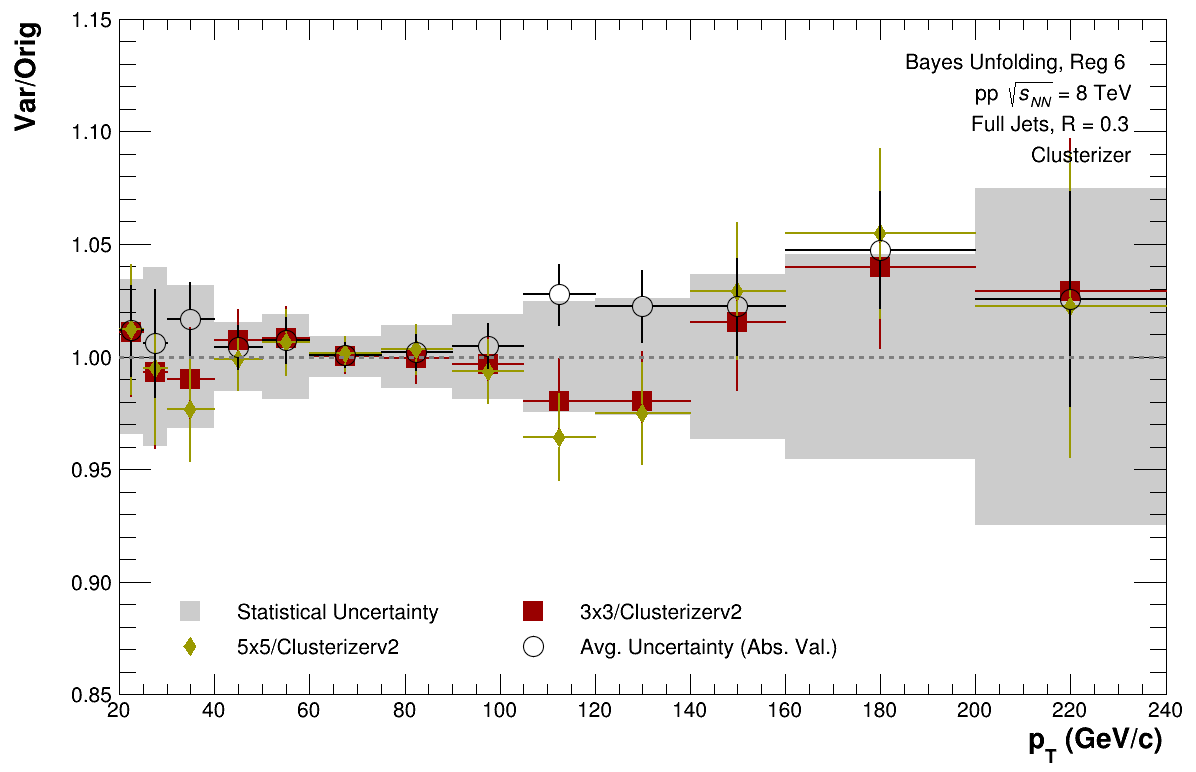 Var/Orig
1.15
1.10
1.05
1.00
0.95
0.90
0.85
Bayes Unfolding, Reg 6
pp √s_NN = 8 TeV
Full Jets, R = 0.3
Clusterizer
Statistical Uncertainty
3x3/Clusterizerv2
5x5/Clusterizerv2
Avg. Uncertainty (Abs. Val.)
20 40 60 80 100 120 140 160 180 200 220 240
p_T (GeV/c)